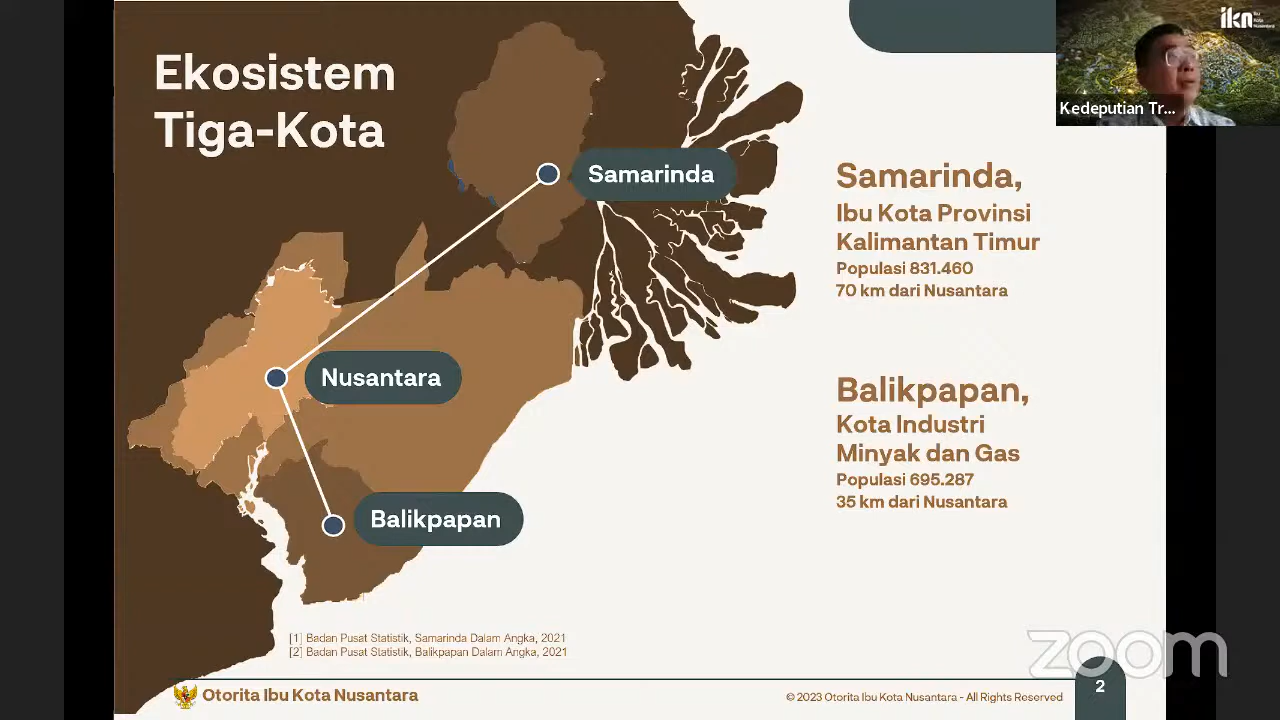 Ekosistem
Tiga-Kota
Samarinda
Nusantara
Balikpapan
Samarinda,
Ibu Kota Provinsi
Kalimantan Timur
Populasi 831.460
70 km dari Nusantara
Balikpapan,
Kota Industri
Minyak dan Gas
Populasi 695.287
35 km dari Nusantara
[1] Badan Pusat Statistik, Samarinda Dalam Angka, 2021
[2] Badan Pusat Statistik, Balikpapan Dalam Angka, 2021
Otorita Ibu Kota Nusantara
© 2023 Otorita Ibu Kota Nusantara - All Rights Reserved
2
ikn
Ibu
Kota
Nusantara
Kedeputian Tr...
zoom